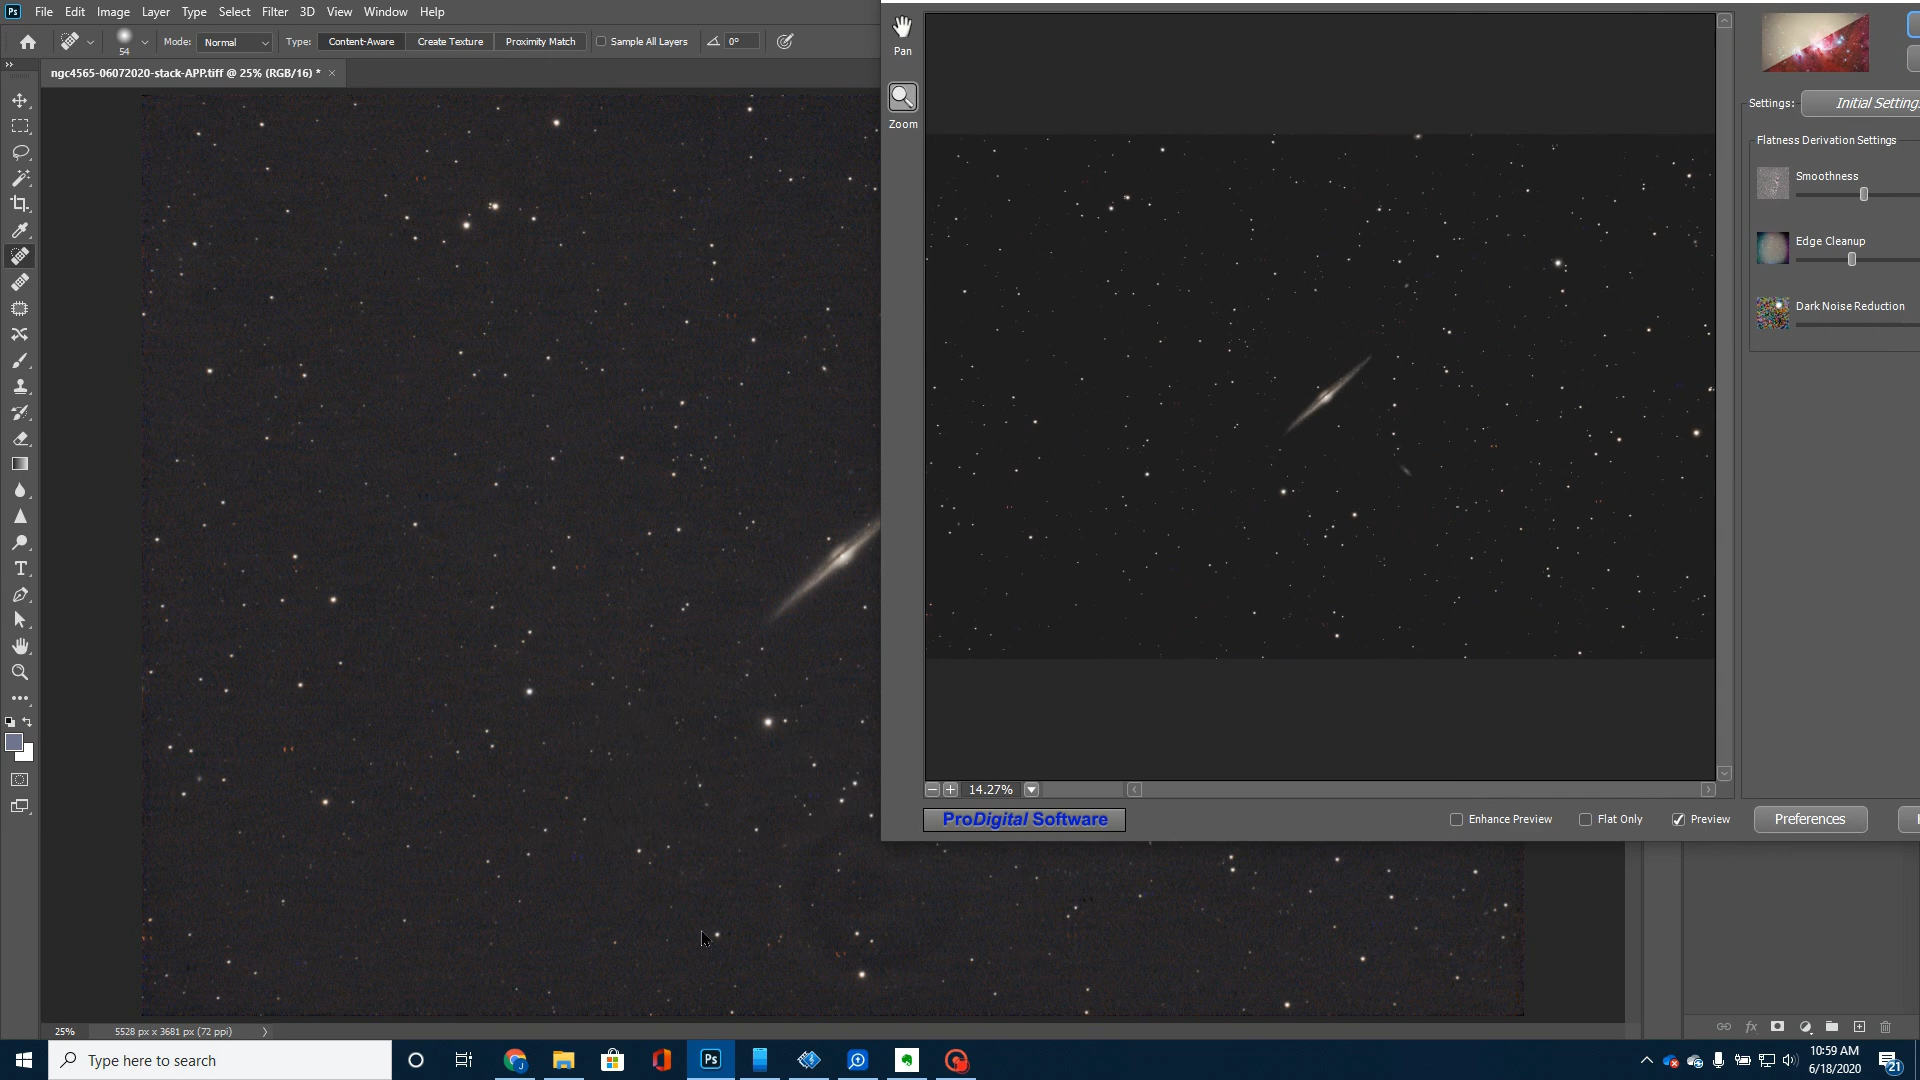 Ps File Edit Image Layer Type Select Filter 3D View Window Help
54 Mode: Normal Type: Content-Aware Create Texture Proximity Match Sample All Layers 0°
ngc4565-06072020-stack-APP.tiff @ 25% (RGB/16) * ×
Pan
Zoom
Settings: Initial Setting
Flatness Derivation Settings
Smoothness
Edge Cleanup
Dark Noise Reduction
14.27%
ProDigital Software
Enhance Preview Flat Only Preview Preferences
25% 5528 px x 3681 px (72 ppi)
fx
Type here to search
Ps
10:59 AM
6/18/2020
21